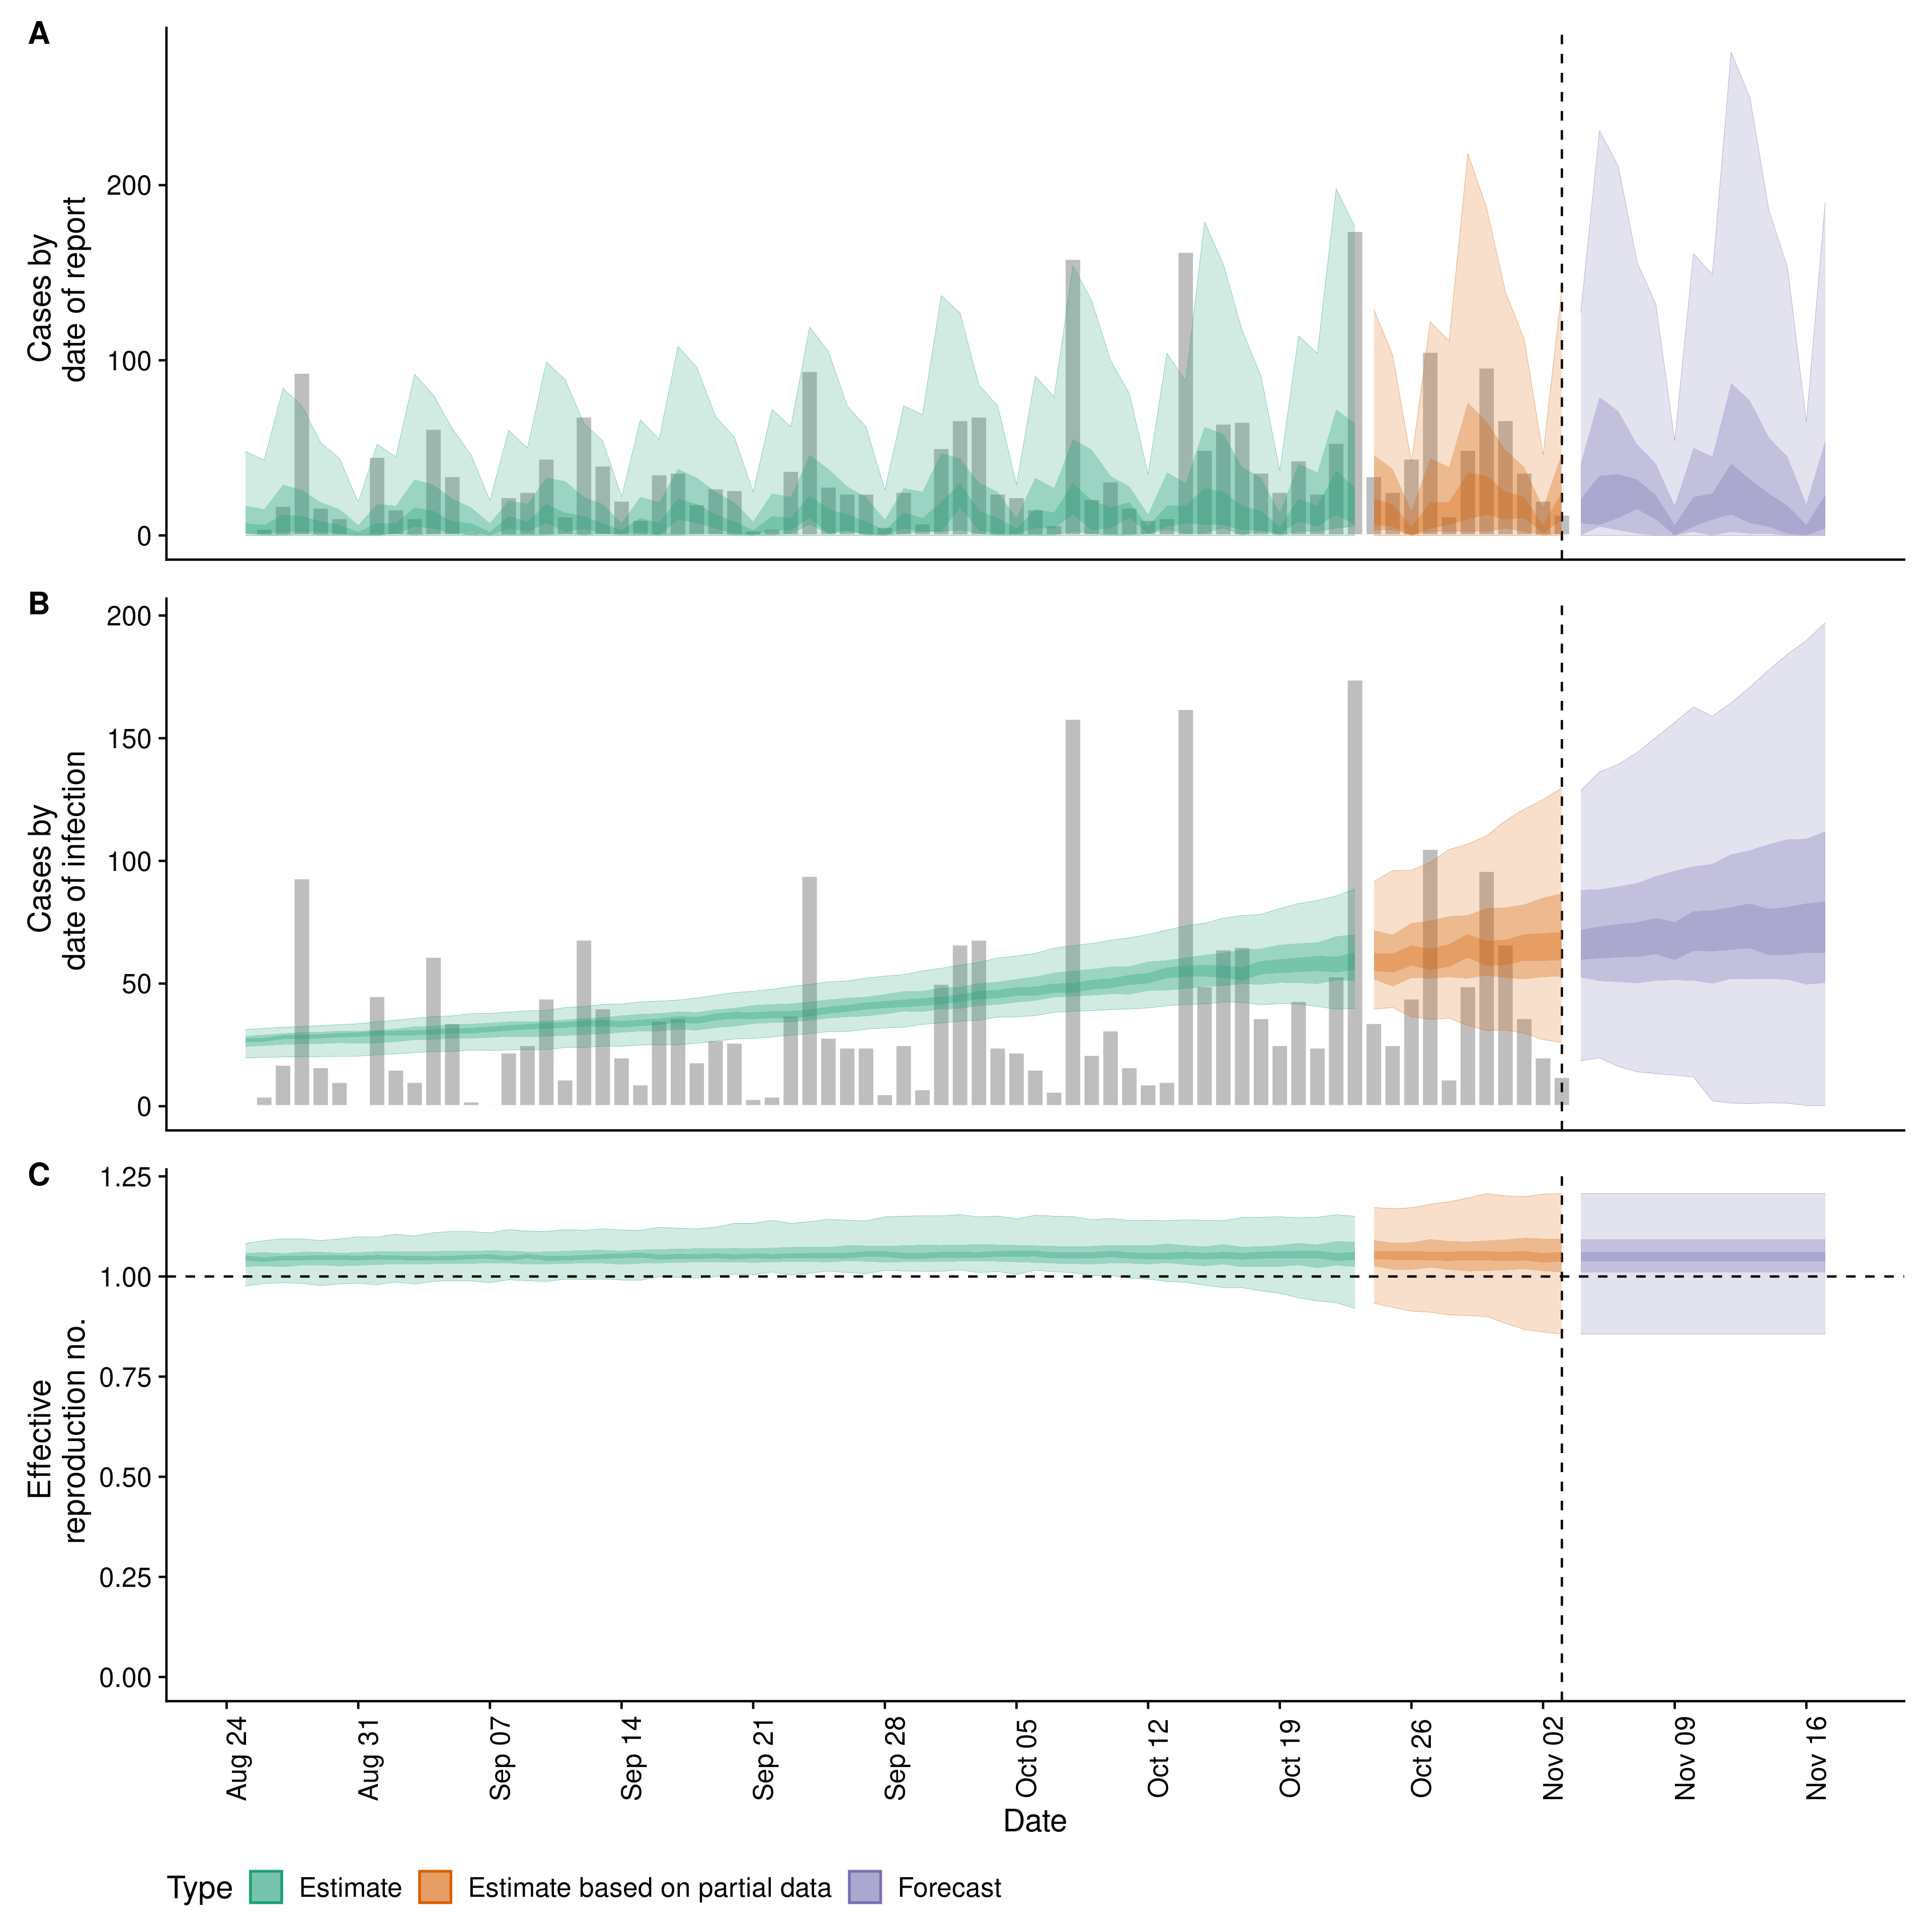 A
Cases by
date of report
200
100
0
B
Cases by
date of infection
200
150
100
50
0
C
Effective
reproduction no.
1.25
1.00
0.75
0.50
0.25
0.00
Aug 24
Aug 31
Sep 07
Sep 14
Sep 21
Sep 28
Oct 05
Oct 12
Oct 19
Oct 26
Nov 02
Nov 09
Nov 16
Date
Type Estimate Estimate based on partial data Forecast